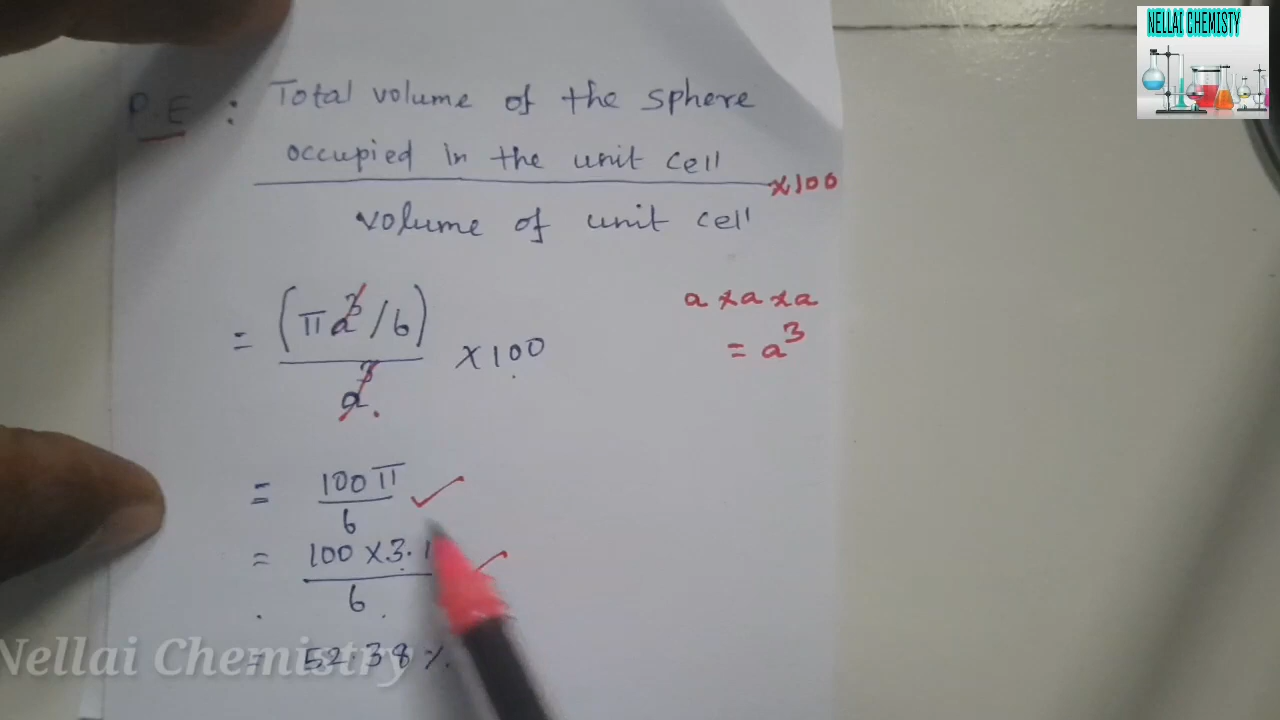 NELLAI CHEMISTY
P.E : Total volume of the sphere
occupied in the unit cell
×100
volume of unit cell
= (πa³/6)
× 100
a³
a × a × a
= a³
= 100 π
6
= 100 × 3.1
6
= 52.38 %
Nellai Chemistry